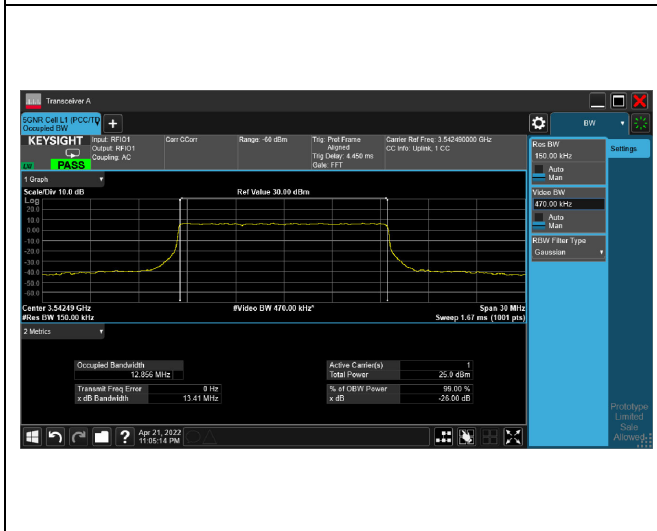 Transceiver A
5GNR Cell L1 (PCC/TD
Occupied BW
+
BW
KEYSIGHT
Input: RFIO1
Output: RFIO1
Coupling: AC
Corr CCorr
Range: -60 dBm
Trig: Prot Frame
Aligned
Trig Delay: 4.450 ms
Gate: FFT
Carrier Ref Freq: 3.542490000 GHz
CC Info: Uplink, 1 CC
PASS
Res BW
150.00 kHz
Auto
Man
Settings
Video BW
470.00 kHz
Auto
Man
RBW Filter Type
Gaussian
1 Graph
Scale/Div 10.0 dB
Ref Value 30.00 dBm
Log
20.0
10.0
0.00
-10.0
-20.0
-30.0
-40.0
-50.0
-60.0
Center 3.54249 GHz
#Video BW 470.00 kHz*
Span 30 MHz
#Res BW 150.00 kHz
Sweep 1.67 ms (1001 pts)
2 Metrics
Occupied Bandwidth
12.856 MHz
Active Carrier(s) 1
Total Power 25.0 dBm
Transmit Freq Error 0 Hz
x dB Bandwidth 13.41 MHz
% of OBW Power 99.00 %
x dB -26.00 dB
Prototype
Limited
Sale
Allowed
?
Apr 21, 2022
11:05:14 PM